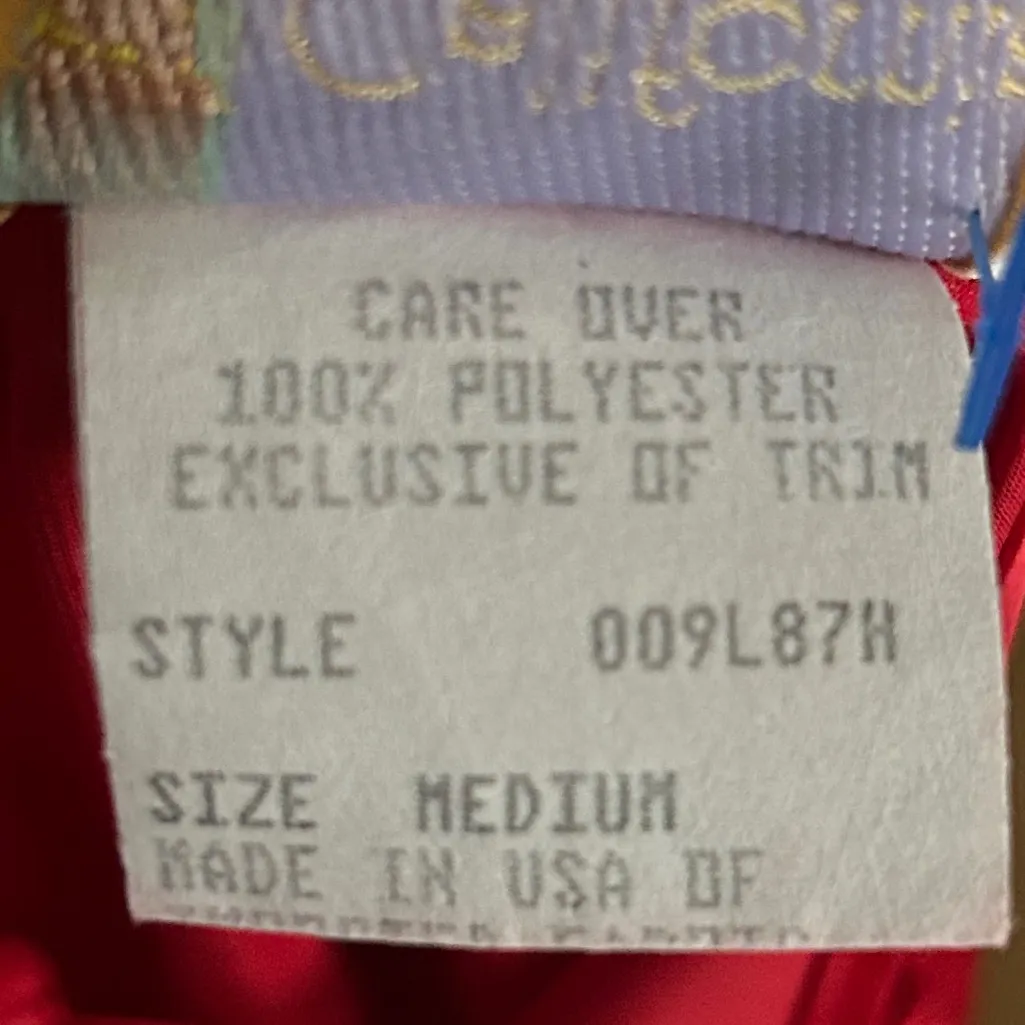 CARE OVER
100% POLYESTER
EXCLUSIVE OF TRIM
STYLE 009L87H
SIZE MEDIUM
MADE IN USA OF